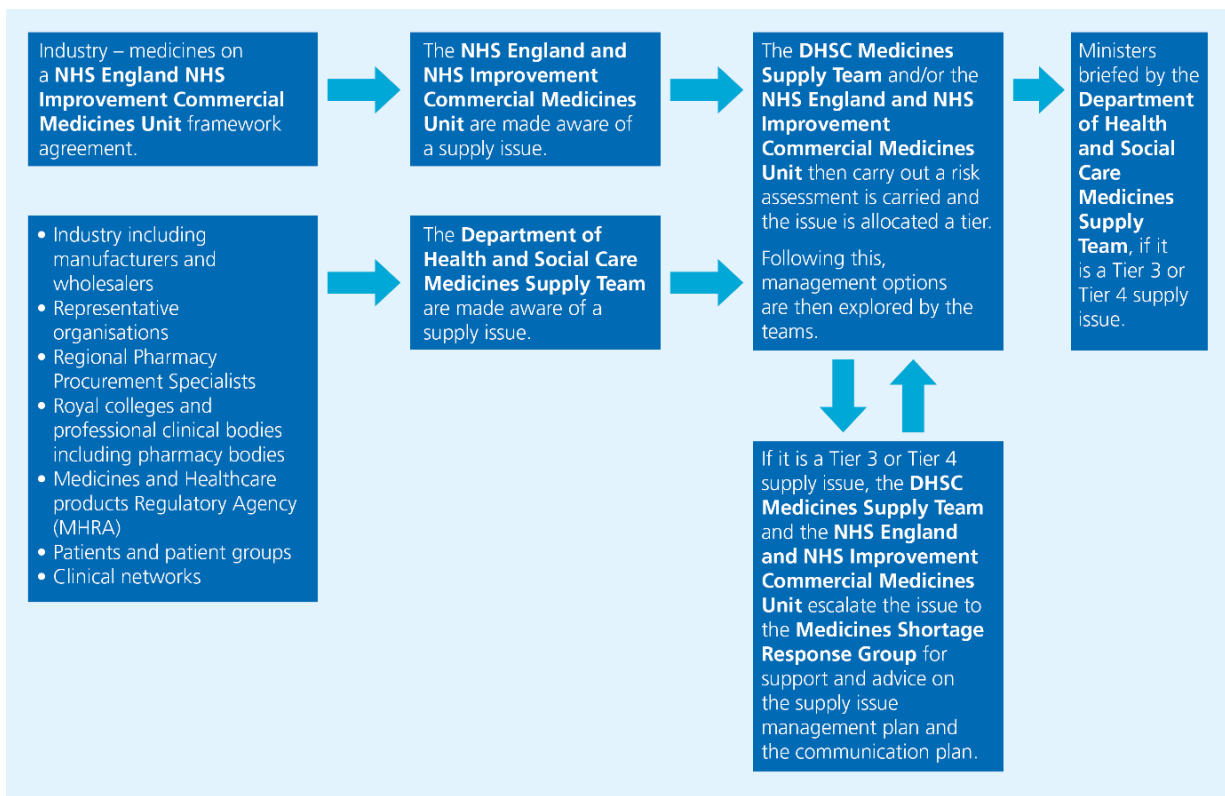 Industry – medicines on
a NHS England NHS
Improvement Commercial
Medicines Unit framework
agreement.
The NHS England and
NHS Improvement
Commercial Medicines
Unit are made aware of
a supply issue.
The DHSC Medicines
Supply Team and/or the
NHS England and NHS
Improvement
Commercial Medicines
Unit then carry out a risk
assessment is carried and
the issue is allocated a tier.
Following this,
management options
are then explored by the
teams.
Ministers
briefed by the
Department
of Health
and Social
Care
Medicines
Supply
Team, if it
is a Tier 3 or
Tier 4 supply
issue.
• Industry including
manufacturers and
wholesalers
• Representative
organisations
• Regional Pharmacy
Procurement Specialists
• Royal colleges and
professional clinical bodies
including pharmacy bodies
• Medicines and Healthcare
products Regulatory Agency
(MHRA)
• Patients and patient groups
• Clinical networks
The Department of
Health and Social Care
Medicines Supply Team
are made aware of a
supply issue.
If it is a Tier 3 or Tier 4
supply issue, the DHSC
Medicines Supply Team
and the NHS England
and NHS Improvement
Commercial Medicines
Unit escalate the issue to
the Medicines Shortage
Response Group for
support and advice on
the supply issue
management plan and
the communication plan.